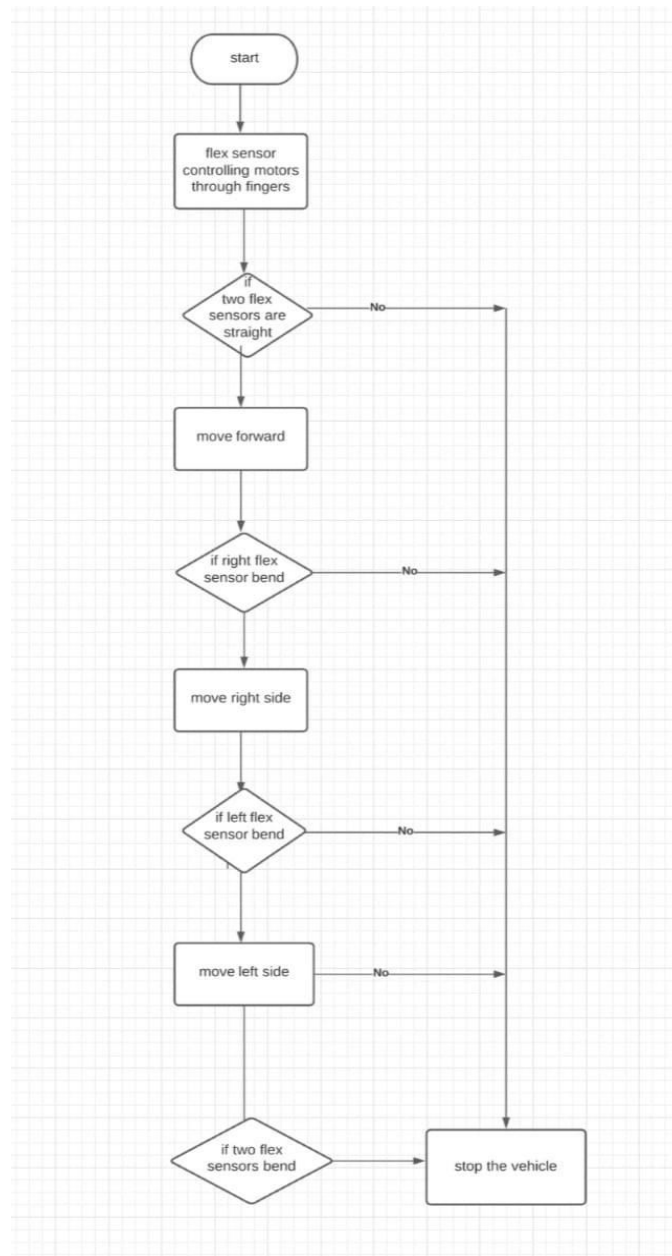 start
flex sensor
controlling motors
through fingers
if
two flex
sensors are
straight
No
move forward
if right flex
sensor bend
No
move right side
if left flex
sensor bend
No
move left side
No
if two flex
sensors bend
stop the vehicle